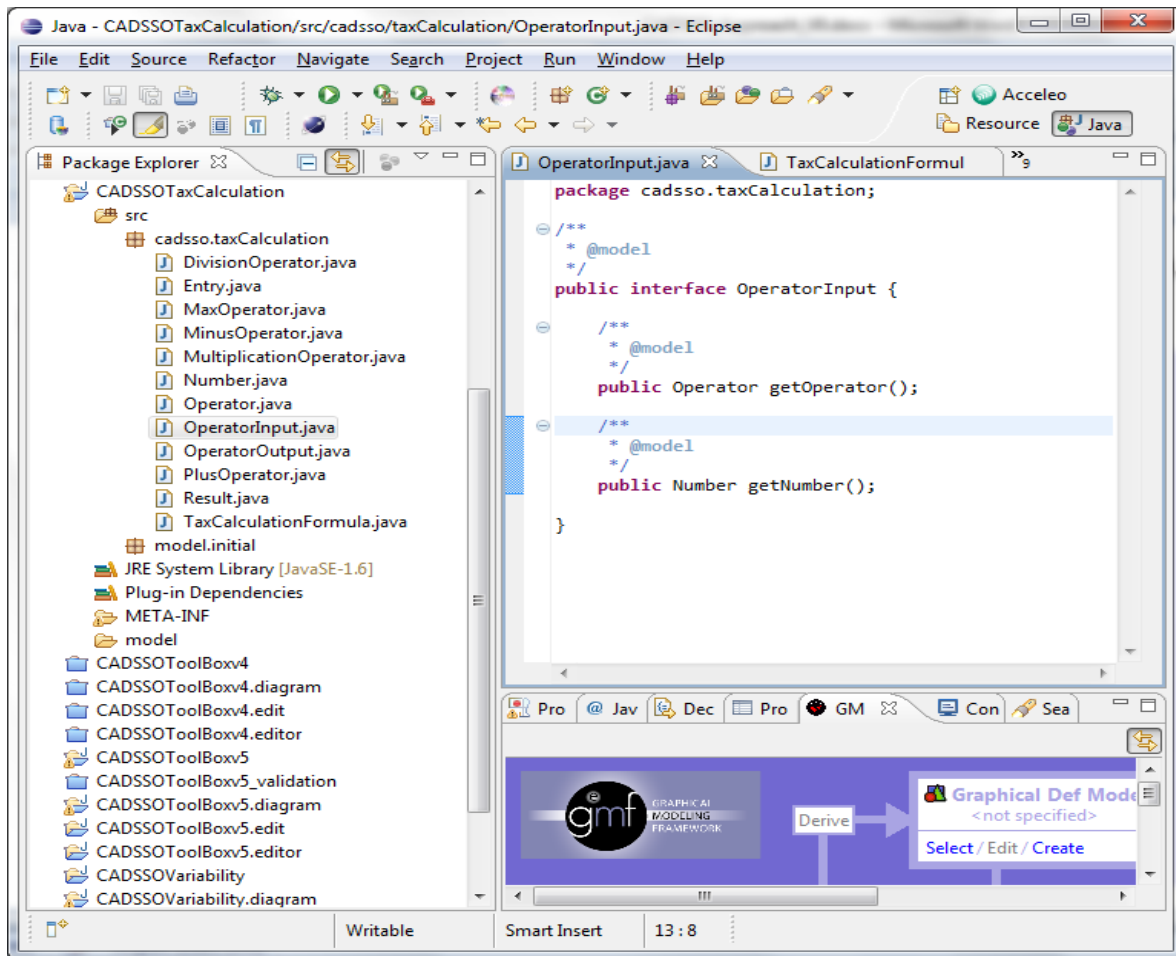 Java - CADSSOTaxCalculation/src/cadsso/taxCalculation/OperatorInput.java - Eclipse
File Edit Source Refactor Navigate Search Project Run Window Help
Acceleo
Resource Java
Package Explorer
CADSSOTaxCalculation
src
cadsso.taxCalculation
DivisionOperator.java
Entry.java
MaxOperator.java
MinusOperator.java
MultiplicationOperator.java
Number.java
Operator.java
OperatorInput.java
OperatorOutput.java
PlusOperator.java
Result.java
TaxCalculationFormula.java
model.initial
JRE System Library [JavaSE-1.6]
Plug-in Dependencies
META-INF
model
CADSSOToolBoxv4
CADSSOToolBoxv4.diagram
CADSSOToolBoxv4.edit
CADSSOToolBoxv4.editor
CADSSOToolBoxv5
CADSSOToolBoxv5_validation
CADSSOToolBoxv5.diagram
CADSSOToolBoxv5.edit
CADSSOToolBoxv5.editor
CADSSOVariability
CADSSOVariability.diagram
OperatorInput.java TaxCalculationFormul »9
package cadsso.taxCalculation;
/**
* @model
*/
public interface OperatorInput {
/**
* @model
*/
public Operator getOperator();
/**
* @model
*/
public Number getNumber();
}
Pro @ Jav Dec Pro GM Con Sea
e
gmf
GRAPHICAL
MODELING
FRAMEWORK
Derive
Graphical Def Mode
<not specified>
Select / Edit / Create
Writable Smart Insert 13 : 8